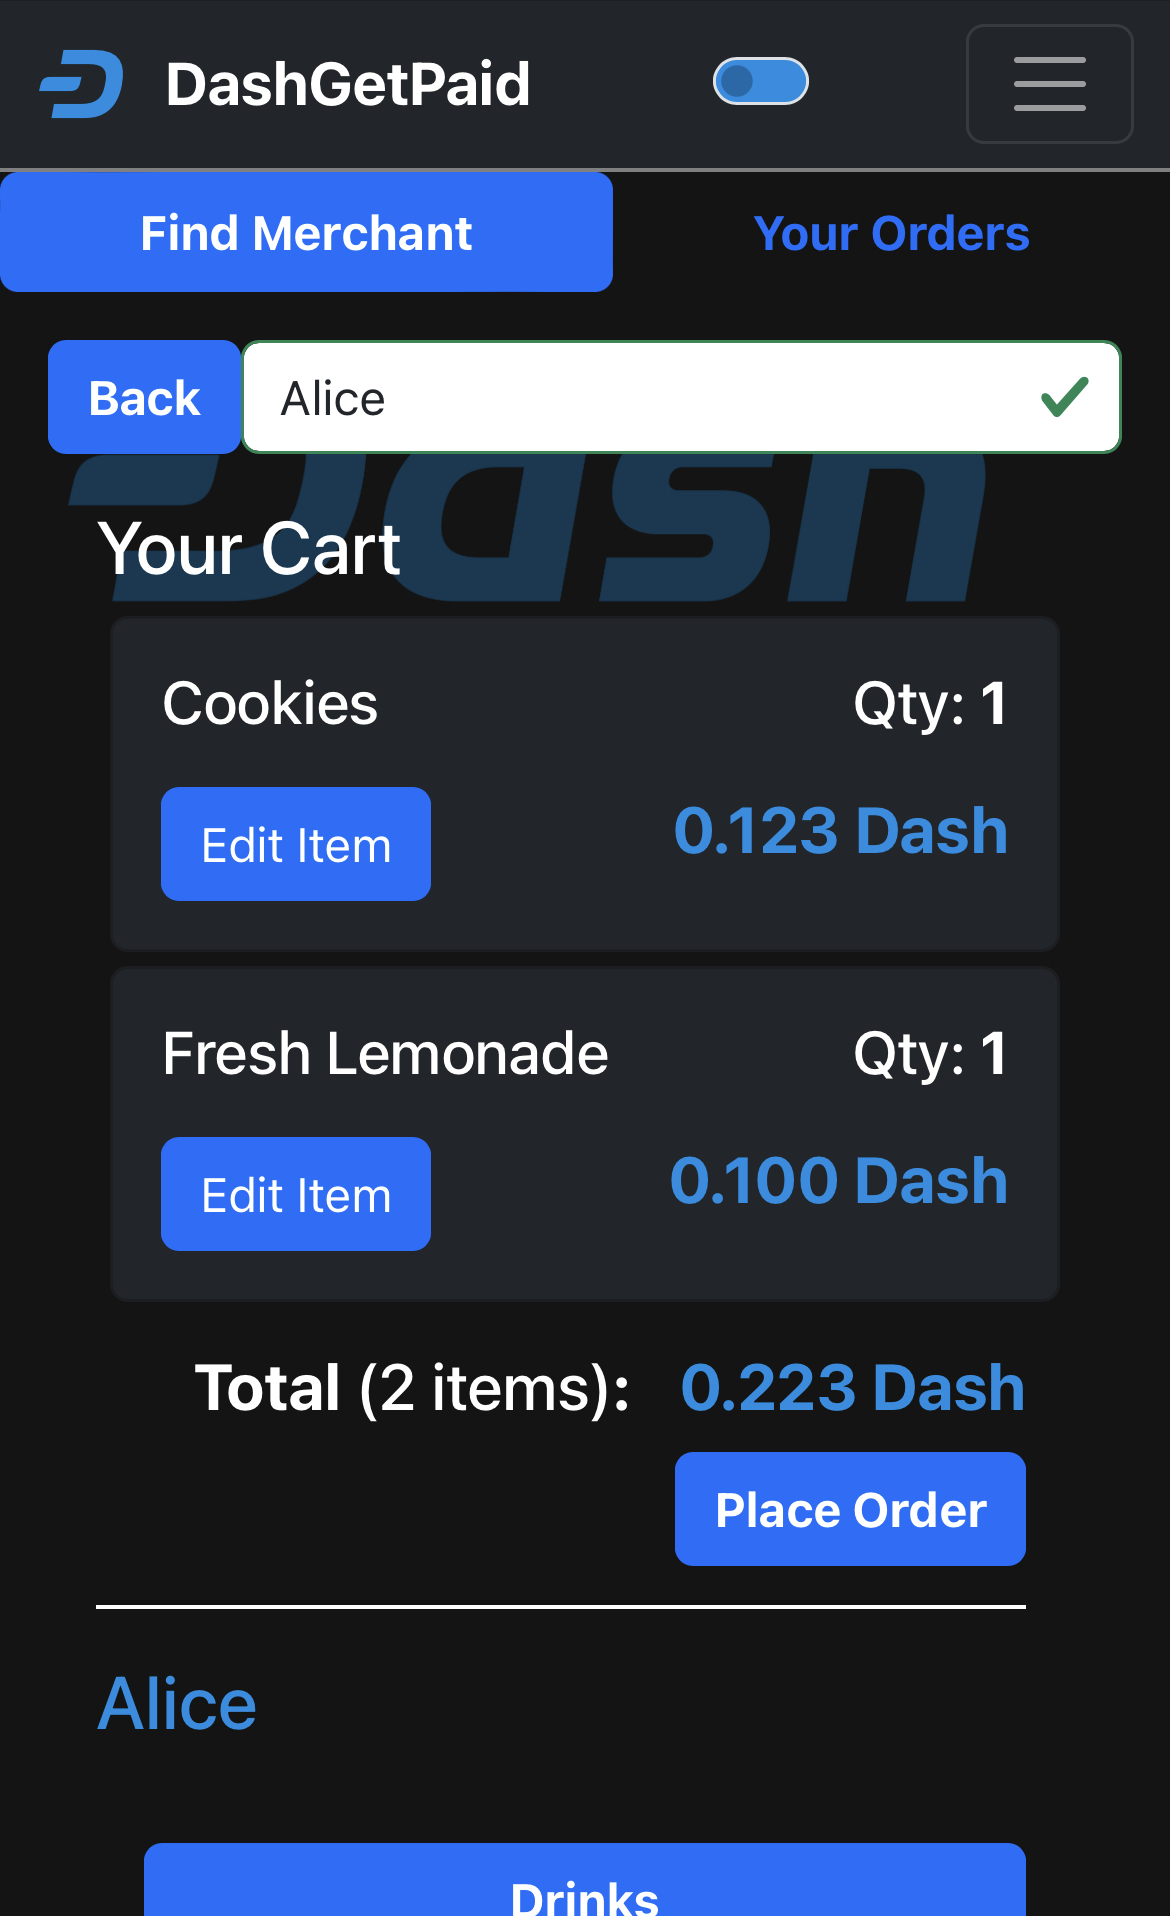 DashGetPaid
Find Merchant Your Orders
Back Alice
Dash
Your Cart
Cookies Qty: 1
Edit Item 0.123 Dash
Fresh Lemonade Qty: 1
Edit Item 0.100 Dash
Total (2 items): 0.223 Dash
Place Order
Alice
Drinks